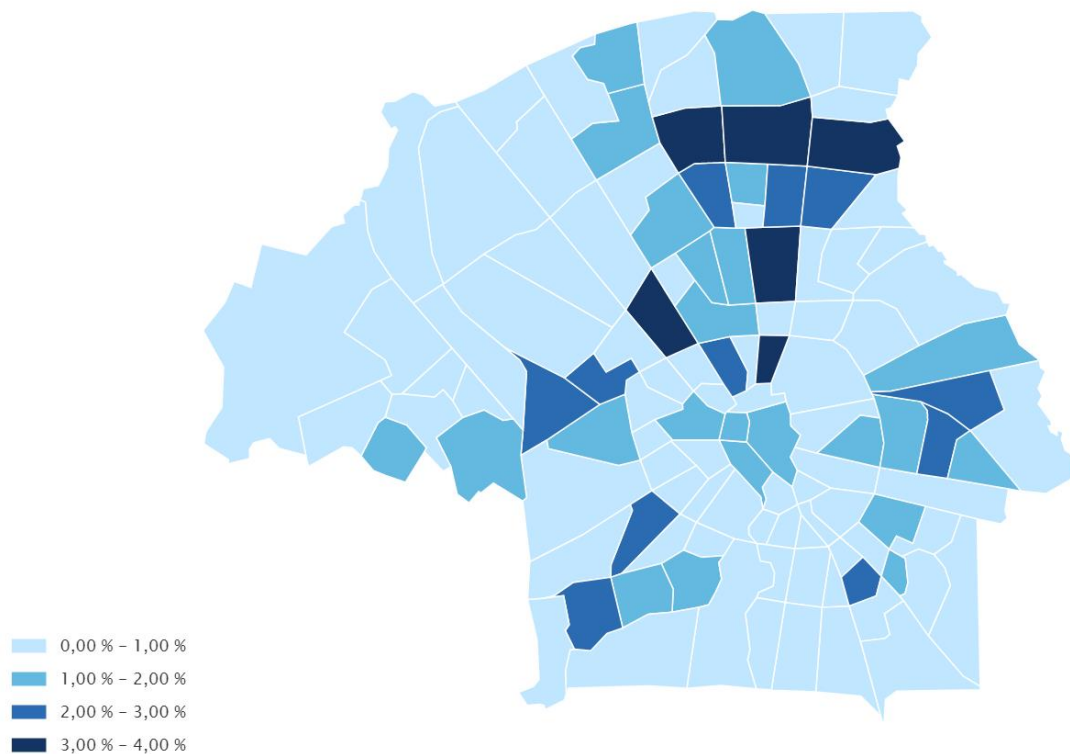 0,00 % – 1,00 %
1,00 % – 2,00 %
2,00 % – 3,00 %
3,00 % – 4,00 %